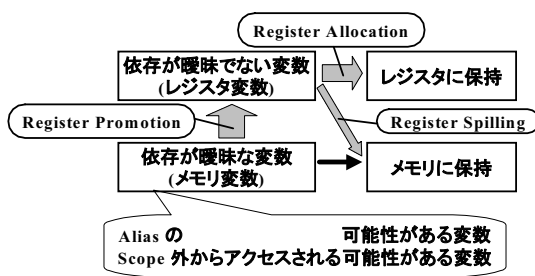 Register Allocation
依存が曖昧でない変数
(レジスタ変数)
レジスタに保持
Register Promotion
Register Spilling
依存が曖昧な変数
(メモリ変数)
メモリに保持
Alias の 可能性がある変数
Scope 外からアクセスされる可能性がある変数